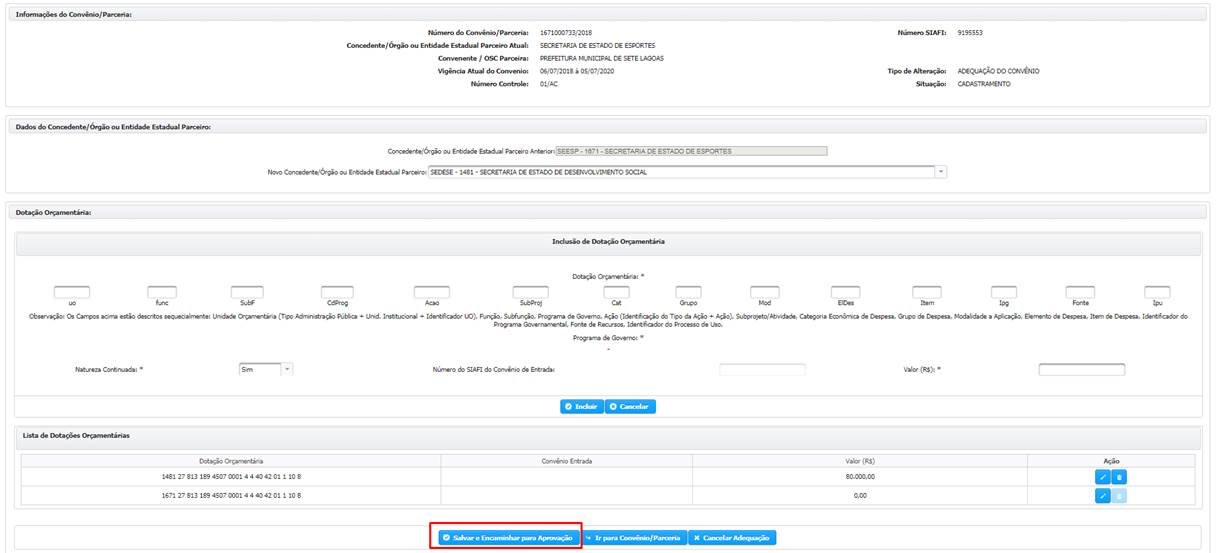 Informações do Convênio/Parceria:
Número do Convênio/Parceria: 1671000733/2018 Número SIAFI: 9195553
Concedente/Órgão ou Entidade Estadual Parceiro Atual: SECRETARIA DE ESTADO DE ESPORTES
Convenente / OSC Parceira: PREFEITURA MUNICIPAL DE SETE LAGOAS
Vigência Atual do Convenio: 06/07/2018 à 05/07/2020 Tipo de Alteração: ADEQUAÇÃO DO CONVÊNIO
Número Controle: 01/AC Situação: CADASTRAMENTO
Dados do Concedente/Órgão ou Entidade Estadual Parceiro:
Concedente/Órgão ou Entidade Estadual Parceiro Anterior: SEESP - 1671 - SECRETARIA DE ESTADO DE ESPORTES
Novo Concedente/Órgão ou Entidade Estadual Parceiro: SEDESE - 1481 - SECRETARIA DE ESTADO DE DESENVOLVIMENTO SOCIAL
Dotação Orçamentária:
Inclusão de Dotação Orçamentária
Dotação Orçamentária: *
uo func SubF CdProg Acao SubProj Cat Grupo Mod ElDes Item Ipg Fonte Ipu
Observação: Os Campos acima estão descritos sequecialmente: Unidade Orçamentária (Tipo Administração Pública + Unid. Institucional + Identificador UO), Função, Subfunção, Programa de Governo, Ação (Identificação do Tipo da Ação + Ação), Subprojeto/Atividade, Categoria Econômica de Despesa, Grupo de Despesa, Modalidade a Aplicação, Elemento de Despesa, Item de Despesa, Identificador do
Programa Governamental, Fonte de Recursos, Identificador do Processo de Uso.
Programa de Governo: *
-
Natureza Continuada: * Sim Número do SIAFI do Convênio de Entrada: Valor (R$): *
Incluir Cancelar
Lista de Dotações Orçamentárias
Dotação Orçamentária Convênio Entrada Valor (R$) Ação
1481 27 813 189 4507 0001 4 4 40 42 01 1 10 8 80.000,00
1671 27 813 189 4507 0001 4 4 40 42 01 1 10 8 0,00
Salvar e Encaminhar para Aprovação Ir para Convênio/Parceria Cancelar Adequação